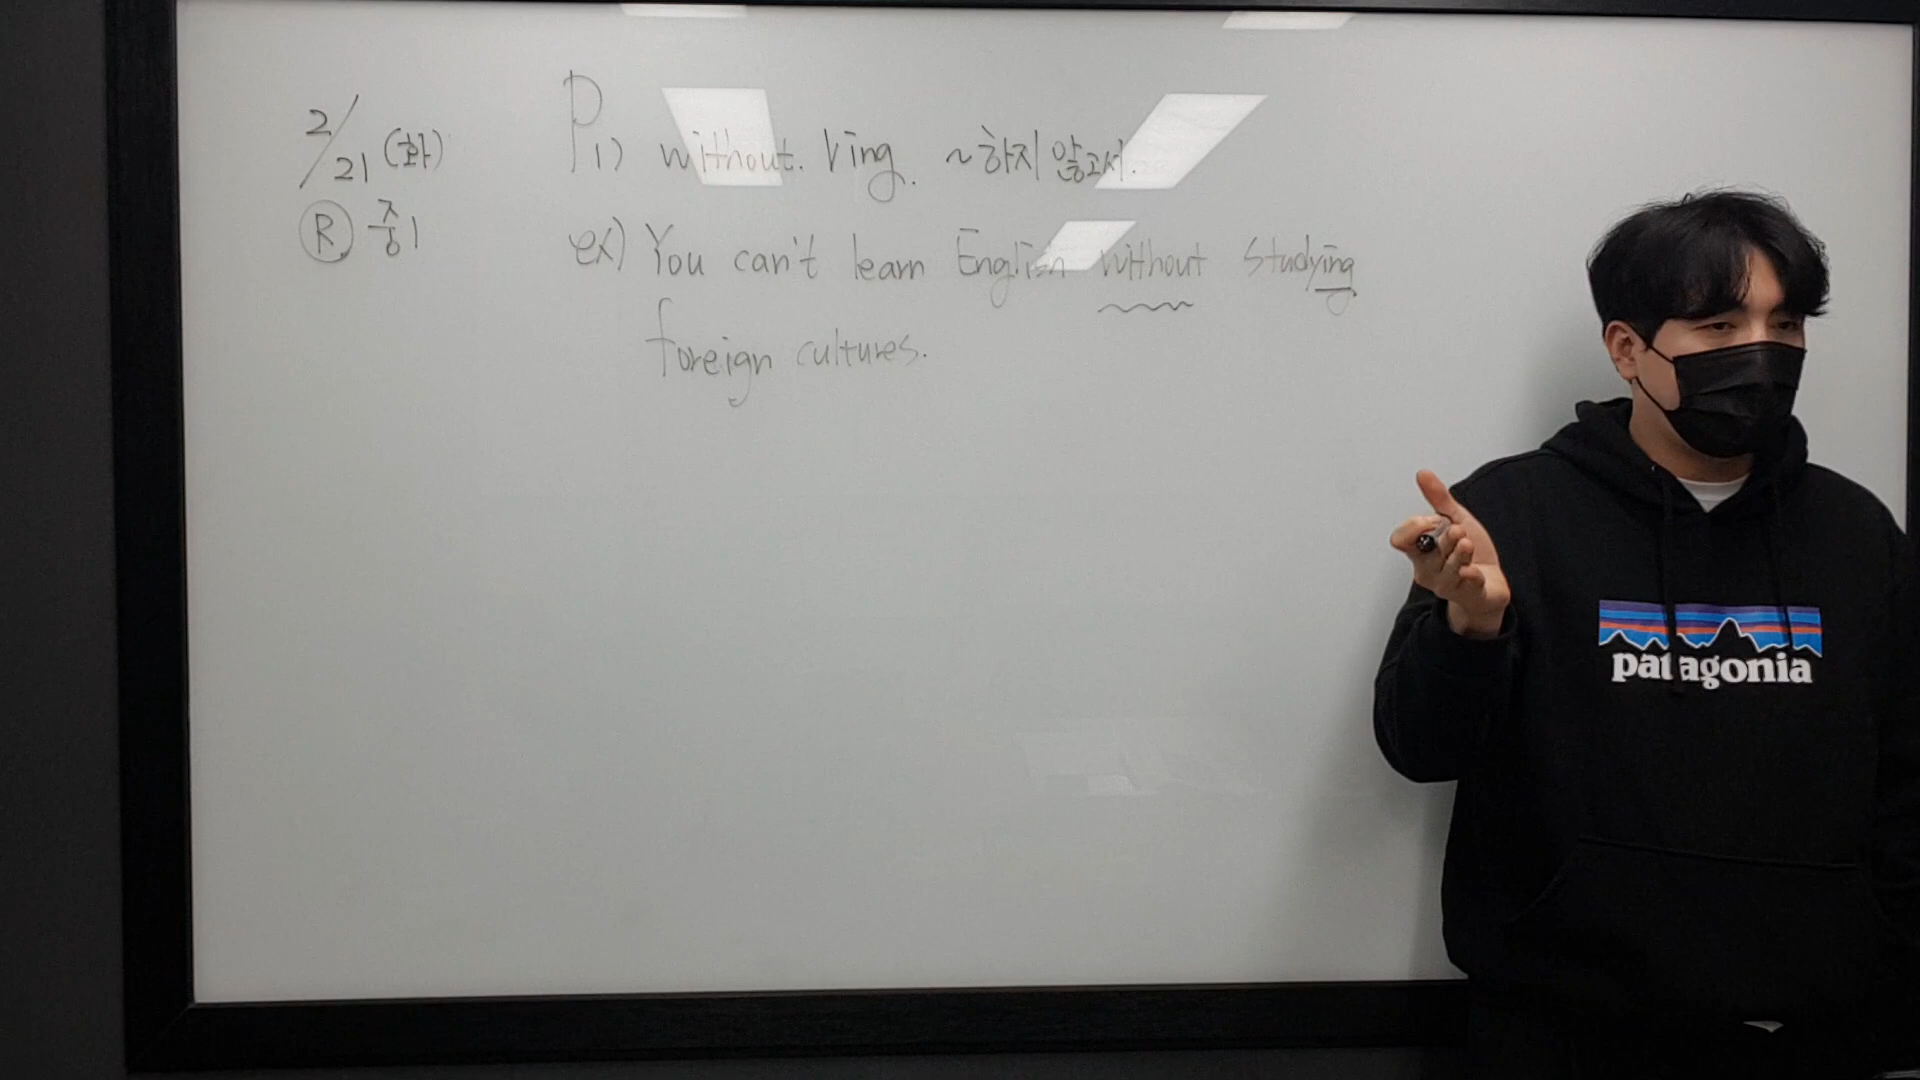 2/21 (화)
Ⓡ 중1
P1) without. Ving. ~하지 않고서.
ex) You can't learn English without studying
foreign cultures.
patagonia